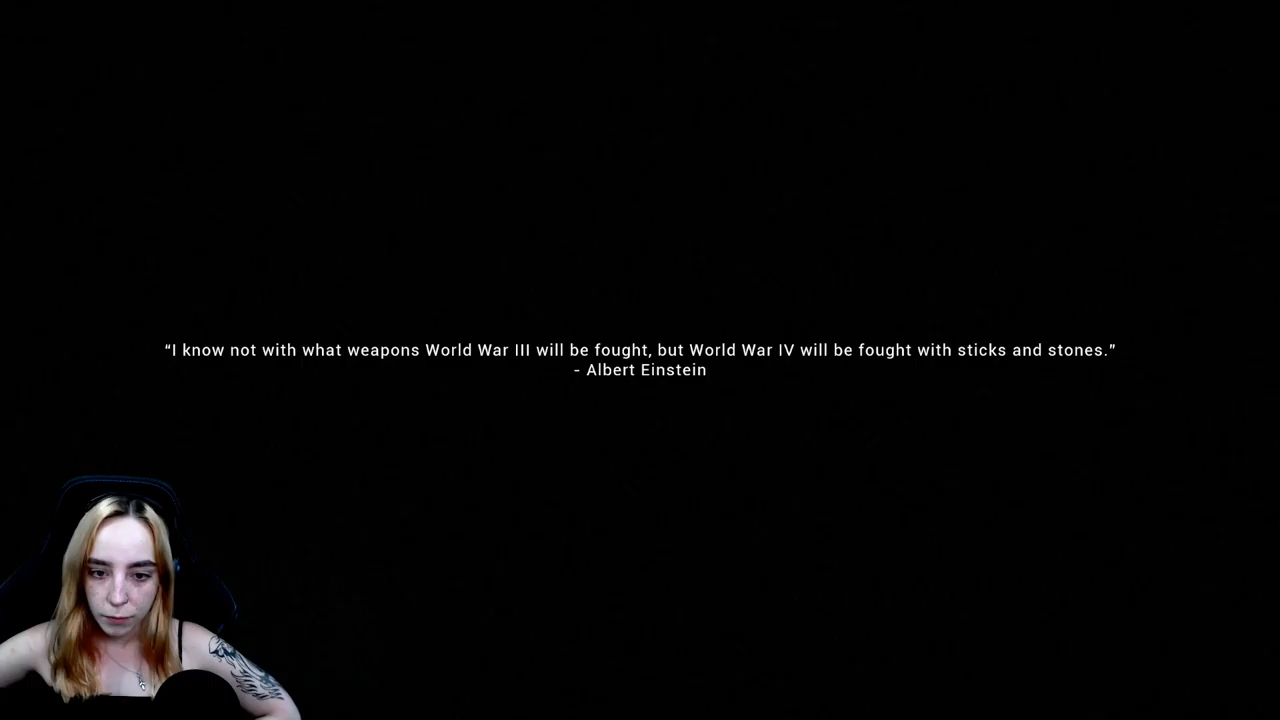 “I know not with what weapons World War III will be fought, but World War IV will be fought with sticks and stones.”
- Albert Einstein